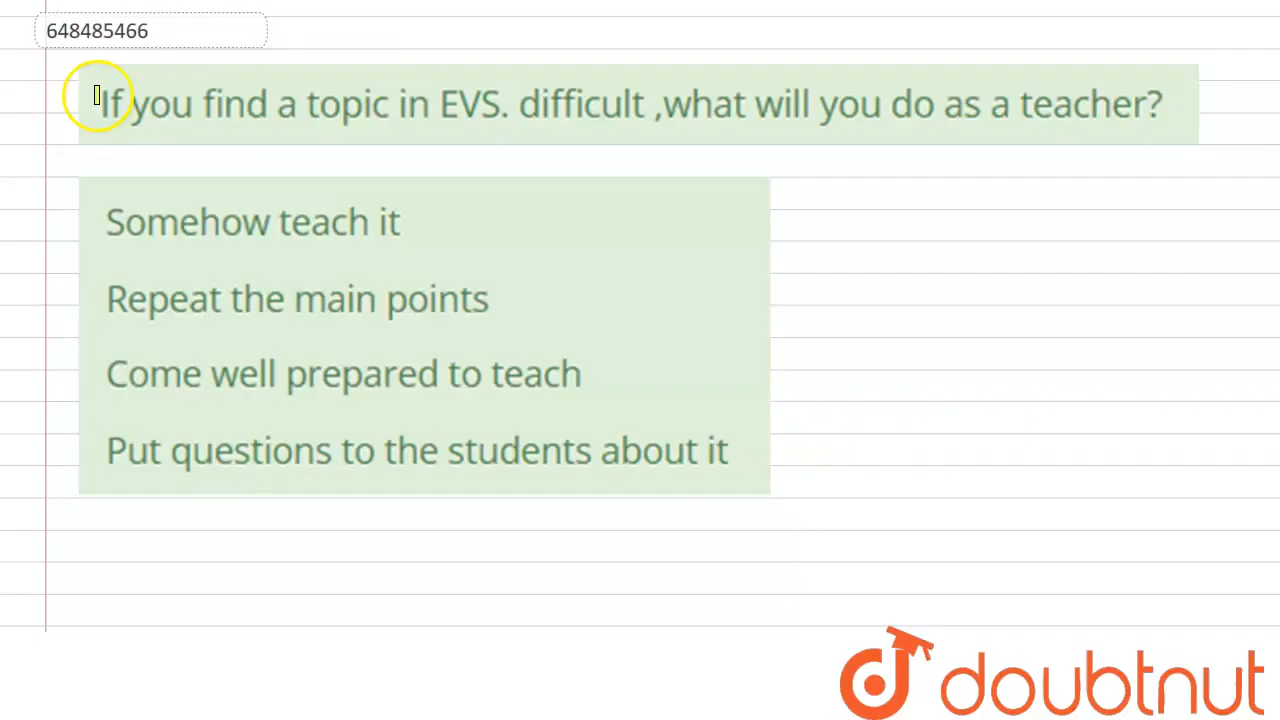 648485466
If you find a topic in EVS. difficult ,what will you do as a teacher?
Somehow teach it
Repeat the main points
Come well prepared to teach
Put questions to the students about it
doubtnut